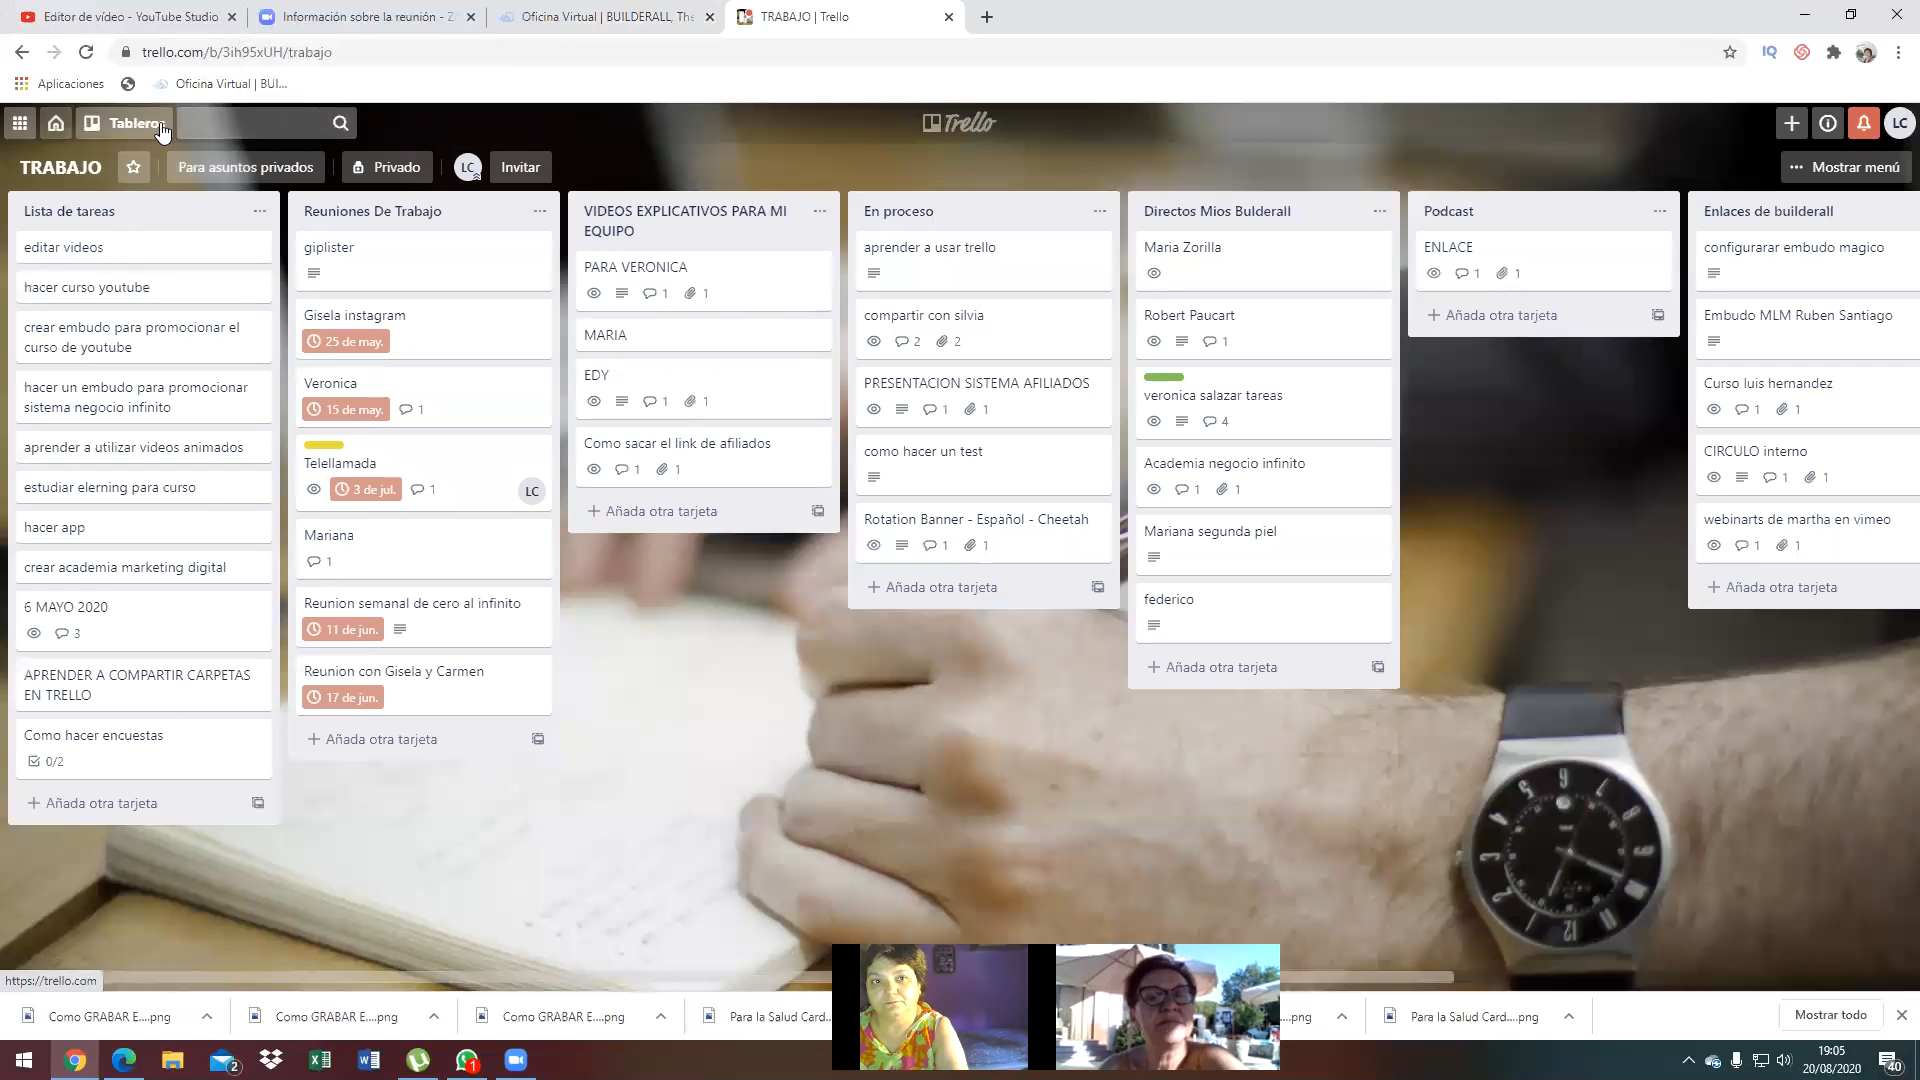 Editor de vídeo - YouTube Studio
Información sobre la reunión - Z
Oficina Virtual | BUILDERALL, The
TRABAJO | Trello
trello.com/b/3ih95xUH/trabajo
IQ
Aplicaciones
Oficina Virtual | BUI...
Tableros
Trello
LC
TRABAJO
Para asuntos privados
Privado
LC
Invitar
Mostrar menú
Lista de tareas
editar videos
hacer curso youtube
crear embudo para promocionar el
curso de youtube
hacer un embudo para promocionar
sistema negocio infinito
aprender a utilizar videos animados
estudiar elerning para curso
hacer app
crear academia marketing digital
6 MAYO 2020
3
APRENDER A COMPARTIR CARPETAS
EN TRELLO
Como hacer encuestas
0/2
Añada otra tarjeta
Reuniones De Trabajo
giplister
Gisela instagram
25 de may.
Veronica
15 de may.
1
Telellamada
3 de jul.
1
LC
Mariana
1
Reunion semanal de cero al infinito
11 de jun.
Reunion con Gisela y Carmen
17 de jun.
Añada otra tarjeta
VIDEOS EXPLICATIVOS PARA MI
EQUIPO
PARA VERONICA
1 1
MARIA
EDY
1 1
Como sacar el link de afiliados
1 1
Añada otra tarjeta
En proceso
aprender a usar trello
compartir con silvia
2 2
PRESENTACION SISTEMA AFILIADOS
1 1
como hacer un test
Rotation Banner - Español - Cheetah
1 1
Añada otra tarjeta
Directos Mios Bulderall
Maria Zorilla
Robert Paucart
1
veronica salazar tareas
4
Academia negocio infinito
1 1
Mariana segunda piel
federico
Añada otra tarjeta
Podcast
ENLACE
1 1
Añada otra tarjeta
Enlaces de builderall
configurarar embudo magico
Embudo MLM Ruben Santiago
Curso luis hernandez
1 1
CIRCULO interno
1 1
webinarts de martha en vimeo
1 1
Añada otra tarjeta
https://trello.com
Como GRABAR E....png
Como GRABAR E....png
Como GRABAR E....png
Para la Salud Card...
...png
Para la Salud Card....png
Mostrar todo
2
1
19:05
20/08/2020
40